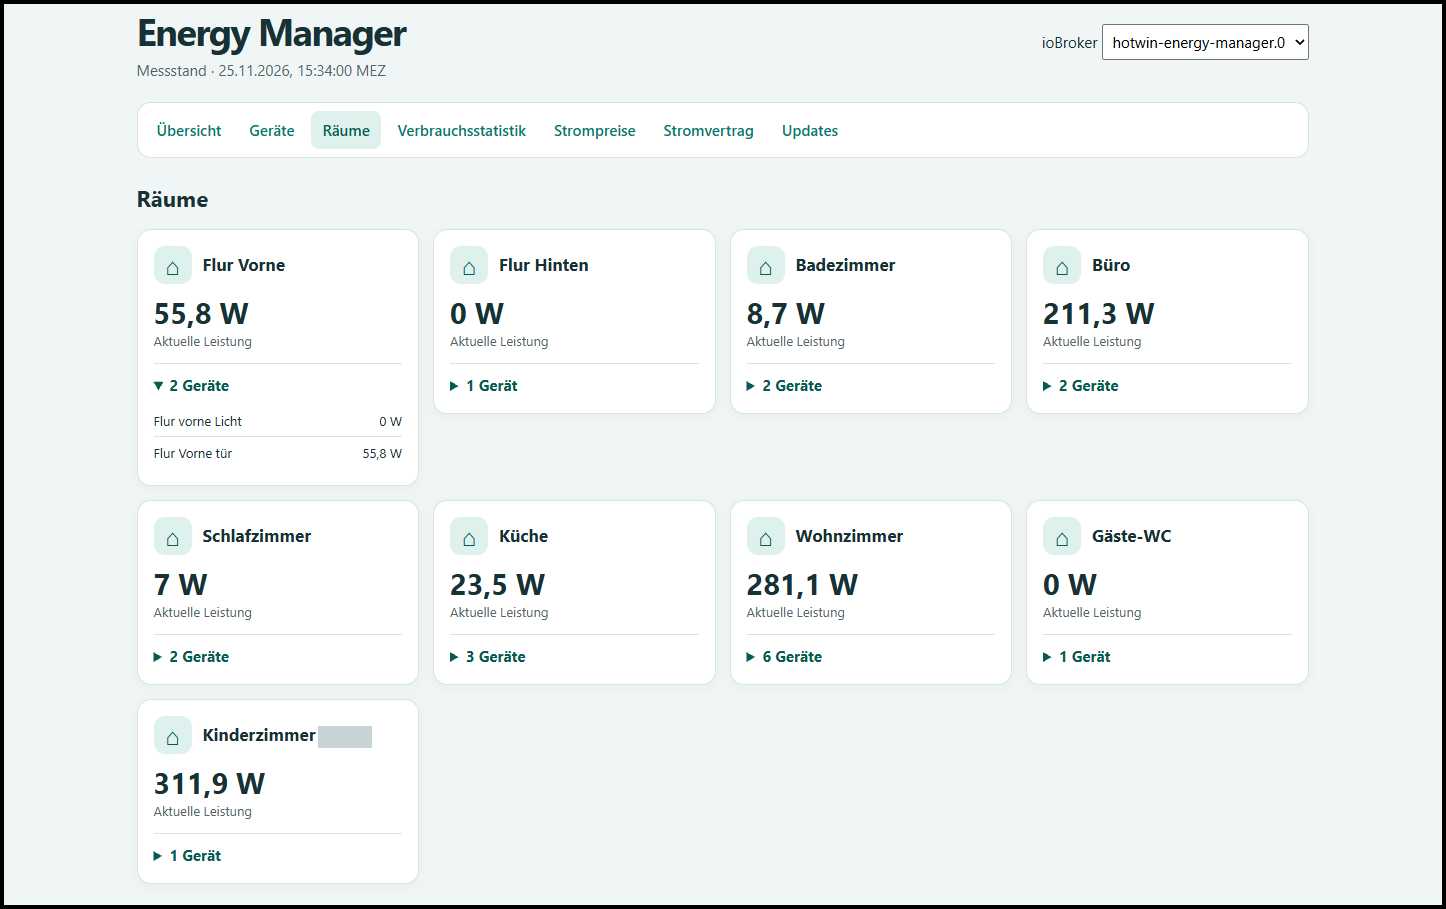 Energy Manager
ioBroker hotwin-energy-manager.0
Messstand · 25.11.2026, 15:34:00 MEZ
Übersicht Geräte Räume Verbrauchsstatistik Strompreise Stromvertrag Updates
Räume
Flur Vorne
55,8 W
Aktuelle Leistung
2 Geräte
Flur vorne Licht 0 W
Flur Vorne tür 55,8 W
Flur Hinten
0 W
Aktuelle Leistung
1 Gerät
Badezimmer
8,7 W
Aktuelle Leistung
2 Geräte
Büro
211,3 W
Aktuelle Leistung
2 Geräte
Schlafzimmer
7 W
Aktuelle Leistung
2 Geräte
Küche
23,5 W
Aktuelle Leistung
3 Geräte
Wohnzimmer
281,1 W
Aktuelle Leistung
6 Geräte
Gäste-WC
0 W
Aktuelle Leistung
1 Gerät
Kinderzimmer
311,9 W
Aktuelle Leistung
1 Gerät